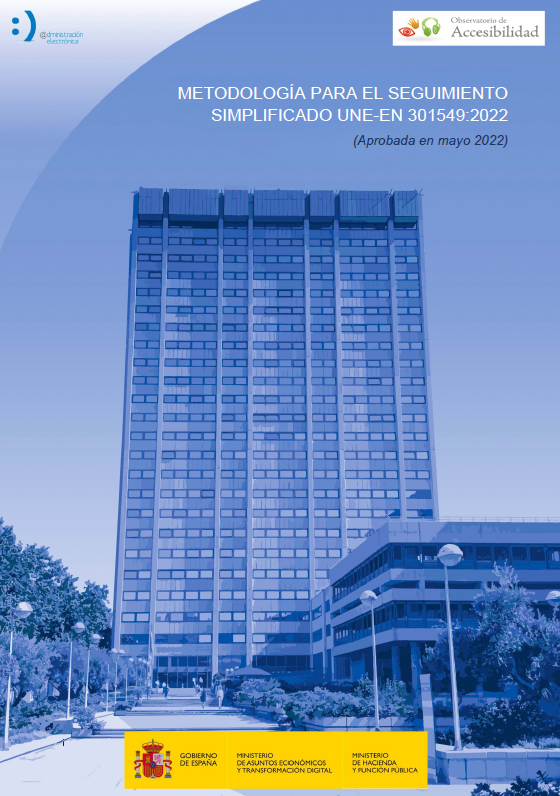 :)
@dministración
electrónica
Observatorio de
Accesibilidad
METODOLOGÍA PARA EL SEGUIMIENTO
SIMPLIFICADO UNE-EN 301549:2022
(Aprobada en mayo 2022)
GOBIERNO
DE ESPAÑA
MINISTERIO
DE ASUNTOS ECONÓMICOS
Y TRANSFORMACIÓN DIGITAL
MINISTERIO
DE HACIENDA
Y FUNCIÓN PÚBLICA